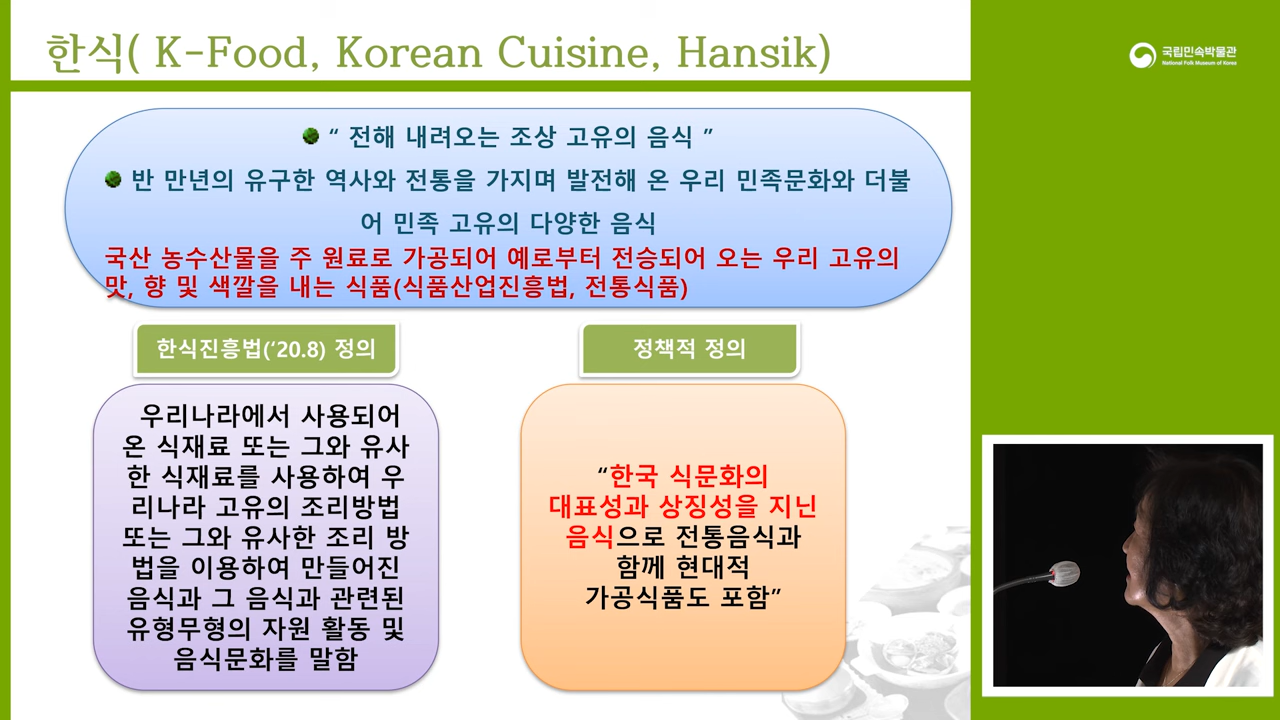 한식( K-Food, Korean Cuisine, Hansik)
국립민속박물관
National Folk Museum of Korea
“ 전해 내려오는 조상 고유의 음식 ”
반 만년의 유구한 역사와 전통을 가지며 발전해 온 우리 민족문화와 더불
어 민족 고유의 다양한 음식
국산 농수산물을 주 원료로 가공되어 예로부터 전승되어 오는 우리 고유의
맛, 향 및 색깔을 내는 식품(식품산업진흥법, 전통식품)
한식진흥법(‘20.8) 정의
우리나라에서 사용되어
온 식재료 또는 그와 유사
한 식재료를 사용하여 우
리나라 고유의 조리방법
또는 그와 유사한 조리 방
법을 이용하여 만들어진
음식과 그 음식과 관련된
유형무형의 자원 활동 및
음식문화를 말함
정책적 정의
“한국 식문화의
대표성과 상징성을 지닌
음식으로 전통음식과
함께 현대적
가공식품도 포함”